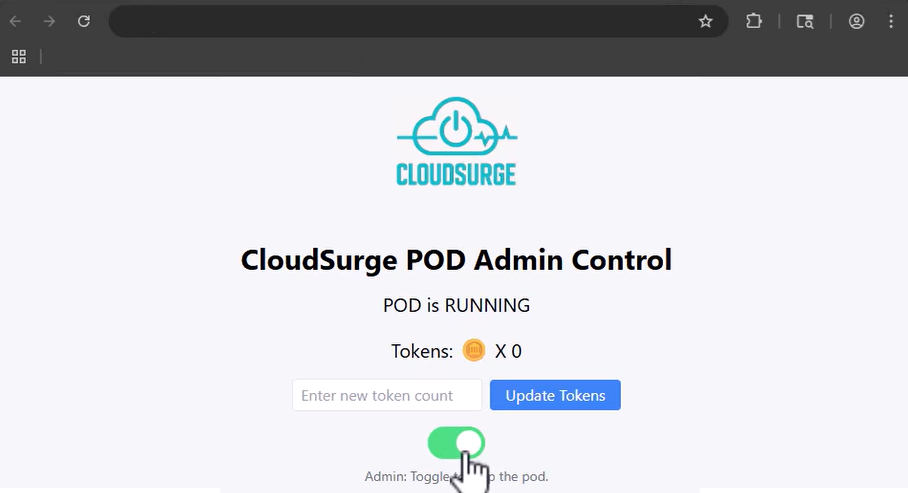 CLOUDSURGE
CloudSurge POD Admin Control
POD is RUNNING
Tokens: X 0
Enter new token count
Update Tokens
Admin: Toggle the pod.